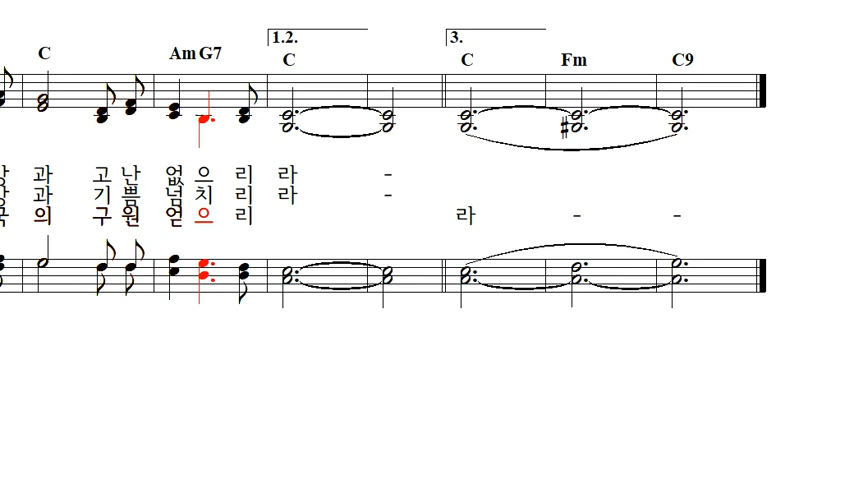 1.2. 3.
C Am G7 C C Fm C9
과 고 난 없 으 리 라 -
과 기 쁨 넘 치 리 라 -
의 구 원 얻 으 리 라 - -